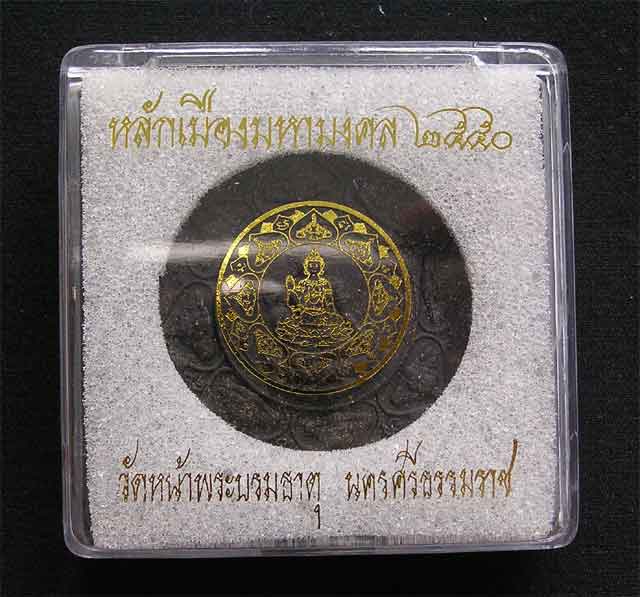 หลักเมืองมหามงคล ๒๕๕๐
วัดหน้าพระบรมธาตุ นครศรีธรรมราช